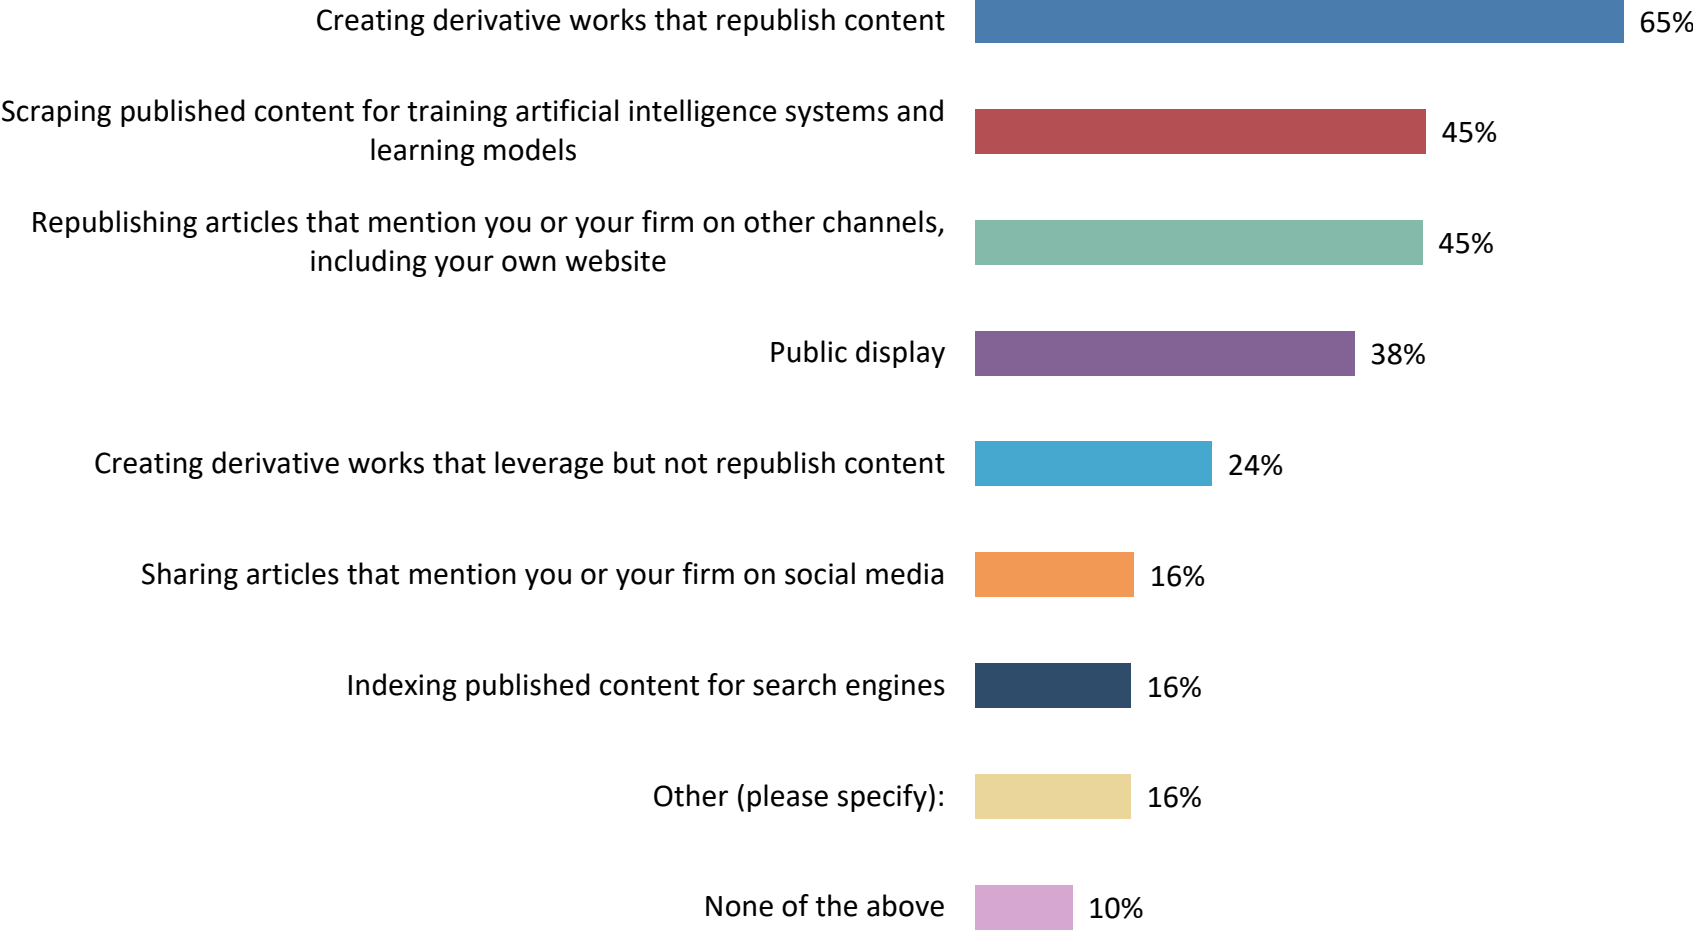 Creating derivative works that republish content
65%
Scraping published content for training artificial intelligence systems and
learning models
45%
Republishing articles that mention you or your firm on other channels,
including your own website
45%
Public display
38%
Creating derivative works that leverage but not republish content
24%
Sharing articles that mention you or your firm on social media
16%
Indexing published content for search engines
16%
Other (please specify):
16%
None of the above
10%